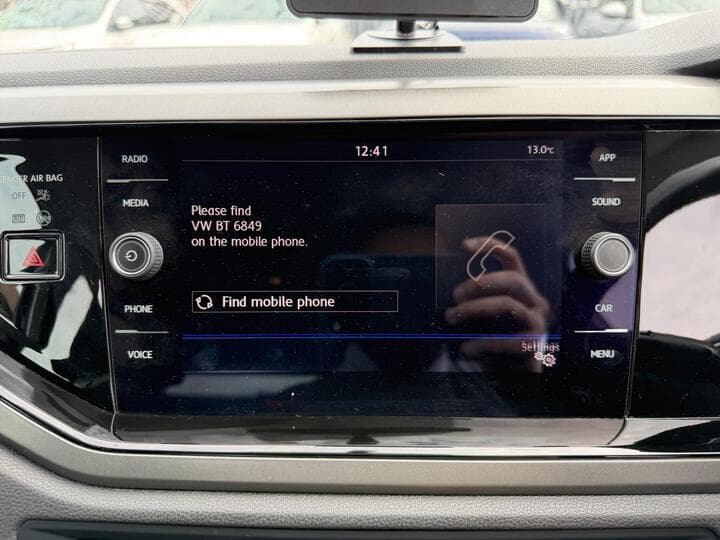 12:41
13.0°C
RADIO
APP
SENGER AIR BAG
OFF
MEDIA
SOUND
Please find
VW BT 6849
on the mobile phone.
Find mobile phone
PHONE
CAR
VOICE
Settings
MENU